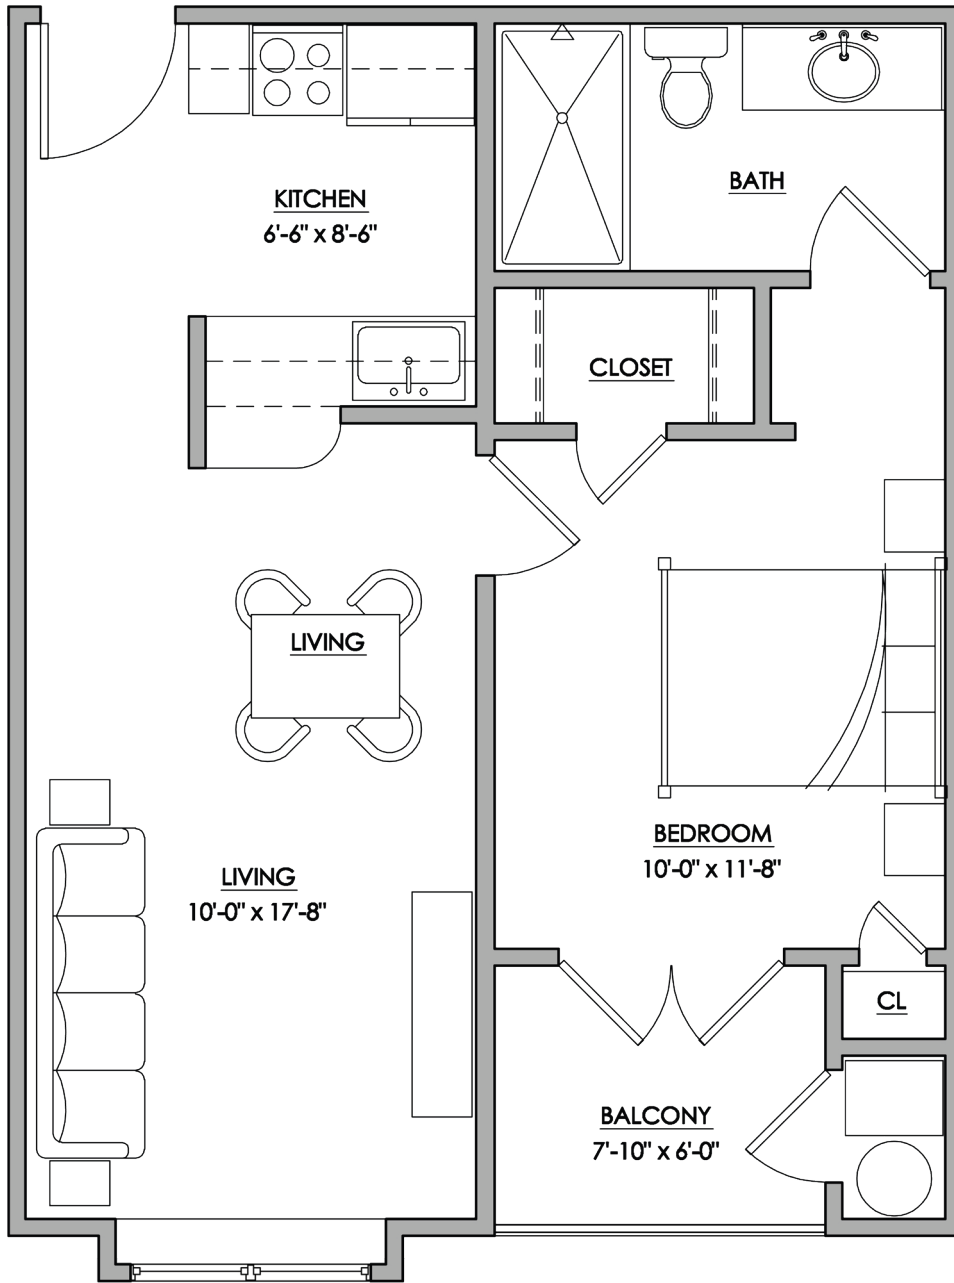 KITCHEN
6'-6" x 8'-6"
BATH
CLOSET
LIVING
BEDROOM
10'-0" x 11'-8"
LIVING
10'-0" x 17'-8"
CL
BALCONY
7'-10" x 6'-0"